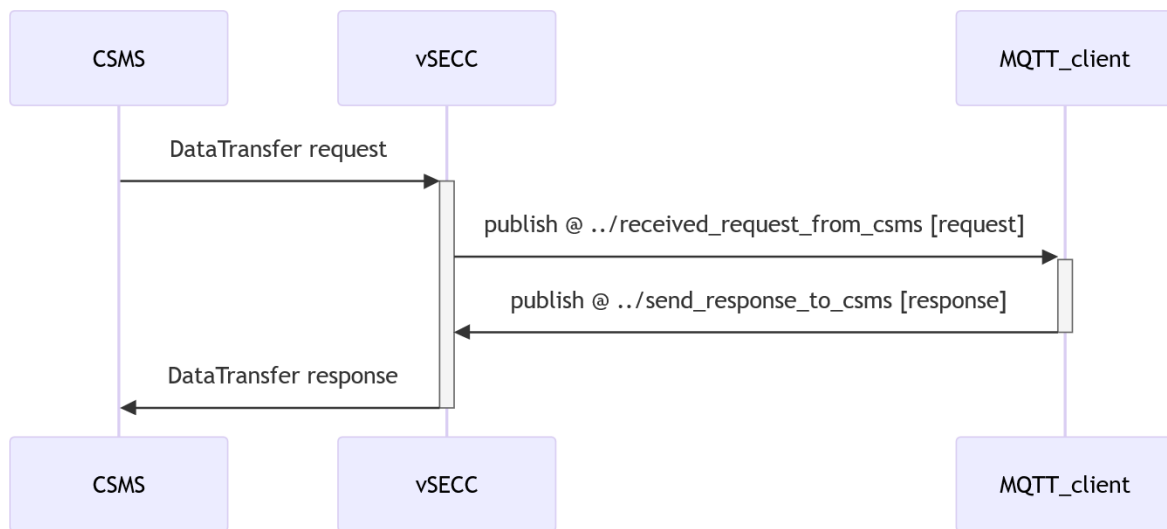 CSMS
vSECC
MQTT_client
DataTransfer request
publish @ ../received_request_from_csms [request]
publish @ ../send_response_to_csms [response]
DataTransfer response
CSMS
vSECC
MQTT_client